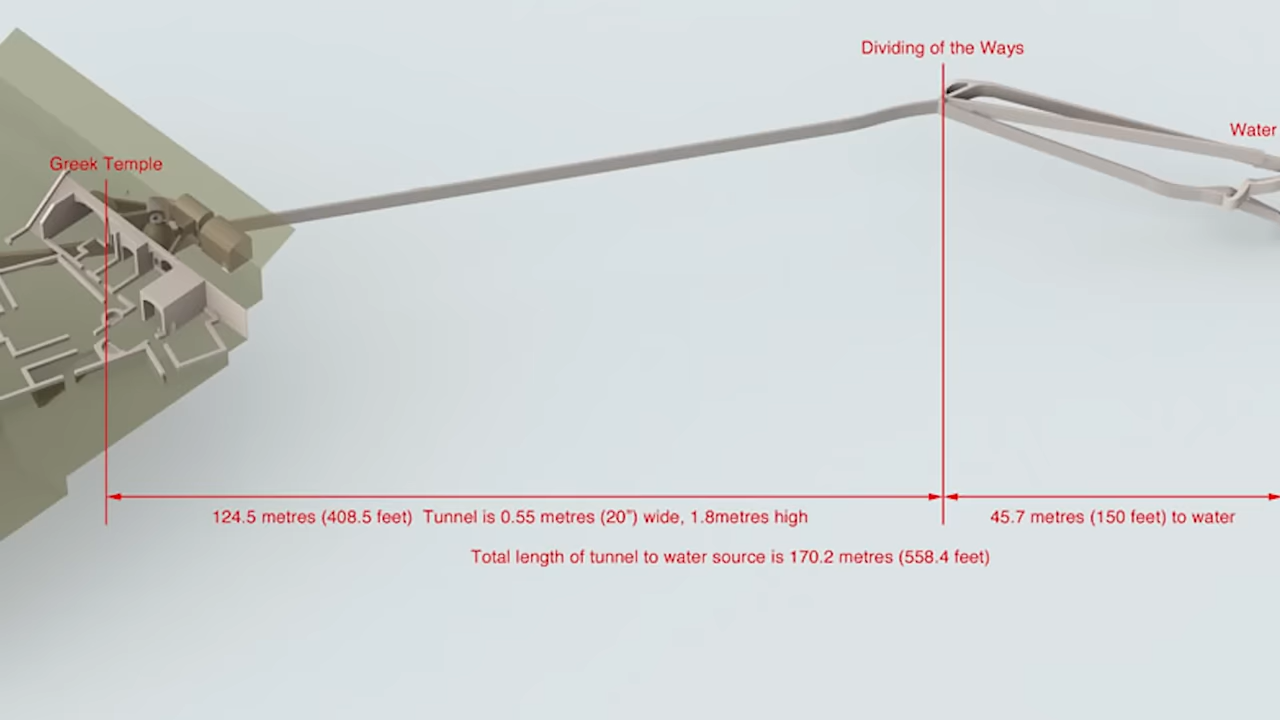 Dividing of the Ways
Water
Greek Temple
124.5 metres (408.5 feet)  Tunnel is 0.55 metres (20”) wide, 1.8metres high
45.7 metres (150 feet) to water
Total length of tunnel to water source is 170.2 metres (558.4 feet)